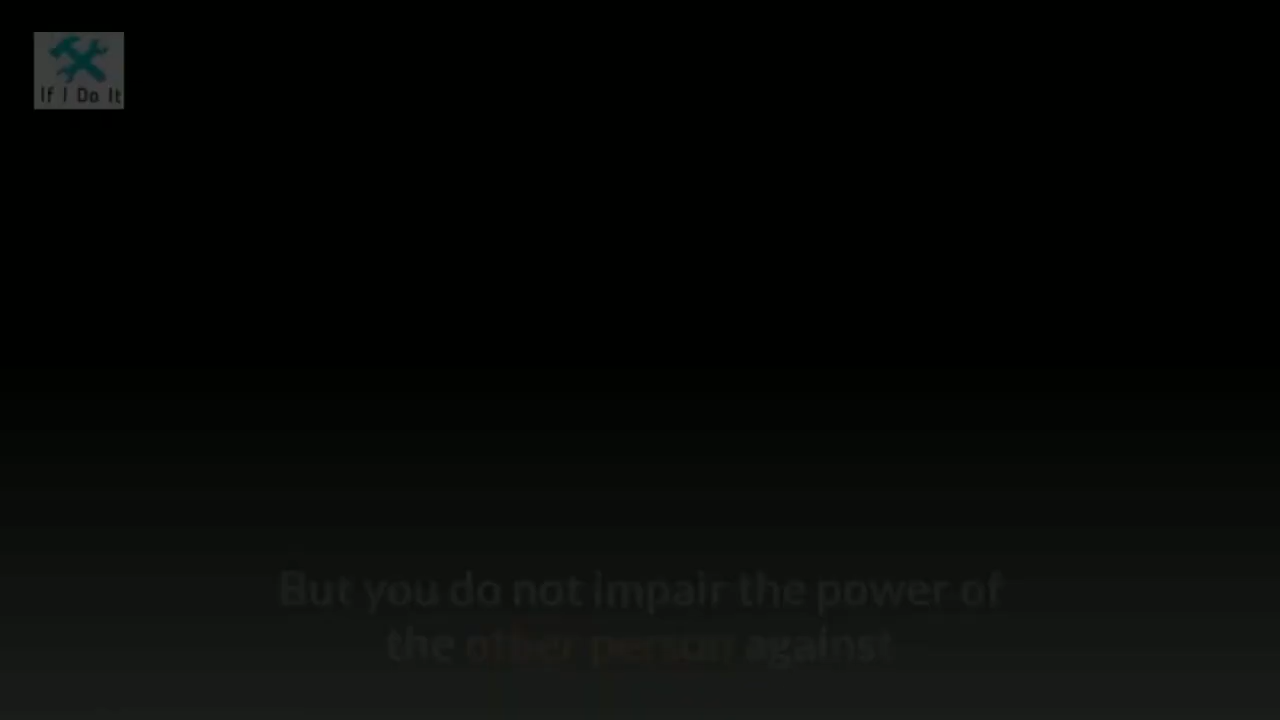 If I Do It
But you do not impair the power of
the other person against